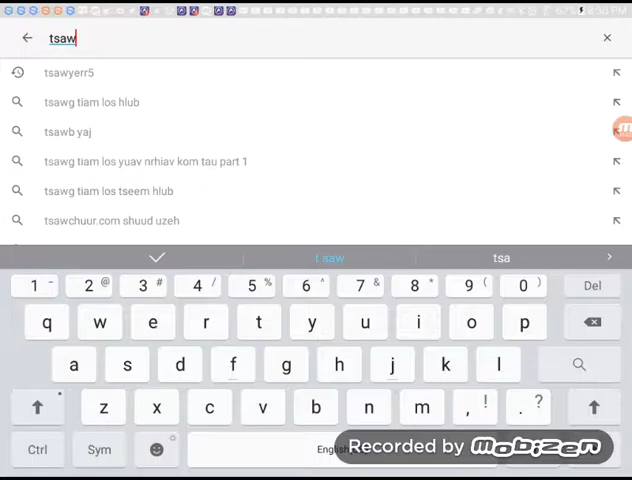 tsaw
tsawyerr5
tsawg tiam los hlub
tsawb yaj
tsawg tiam los yuav nrhiav kom tau part 1
tsawg tiam los tseem hlub
tsawchuur.com shuud uzeh
t saw tsa
1 - 2 @ 3 # 4 / 5 % 6 ^ 7 & 8 * 9 ( 0 ) Del
q w e r t y u i o p
a s d f g h j k l
z x c v b n m , ! . ?
Ctrl Sym English
Recorded by mobizen